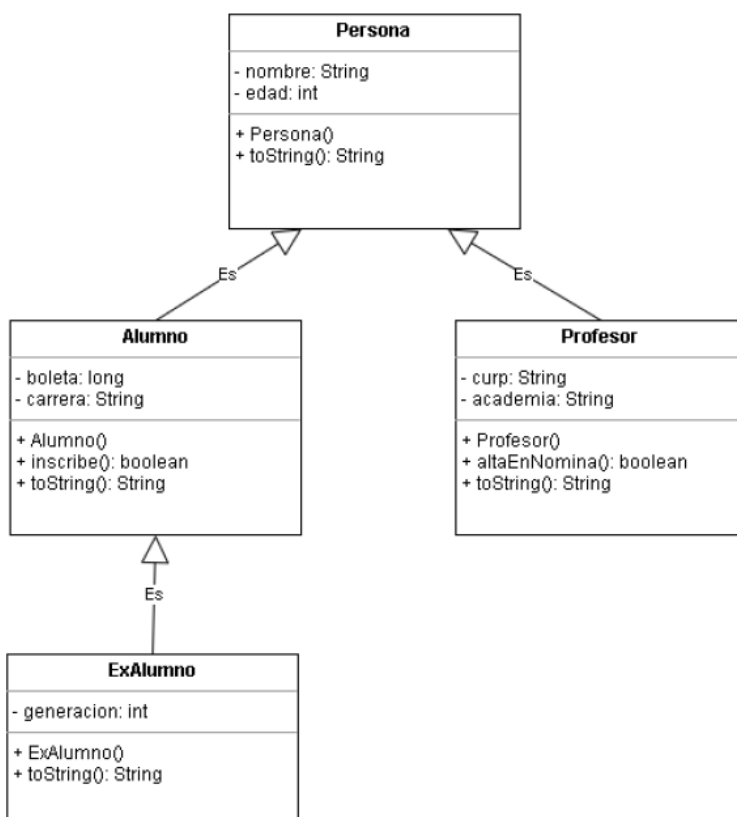 Persona
- nombre: String
- edad: int
+ Persona()
+ toString(): String
Es
Es
Alumno
- boleta: long
- carrera: String
+ Alumno()
+ inscribe(): boolean
+ toString(): String
Profesor
- curp: String
- academia: String
+ Profesor()
+ altaEnNomina(): boolean
+ toString(): String
Es
ExAlumno
- generacion: int
+ ExAlumno()
+ toString(): String